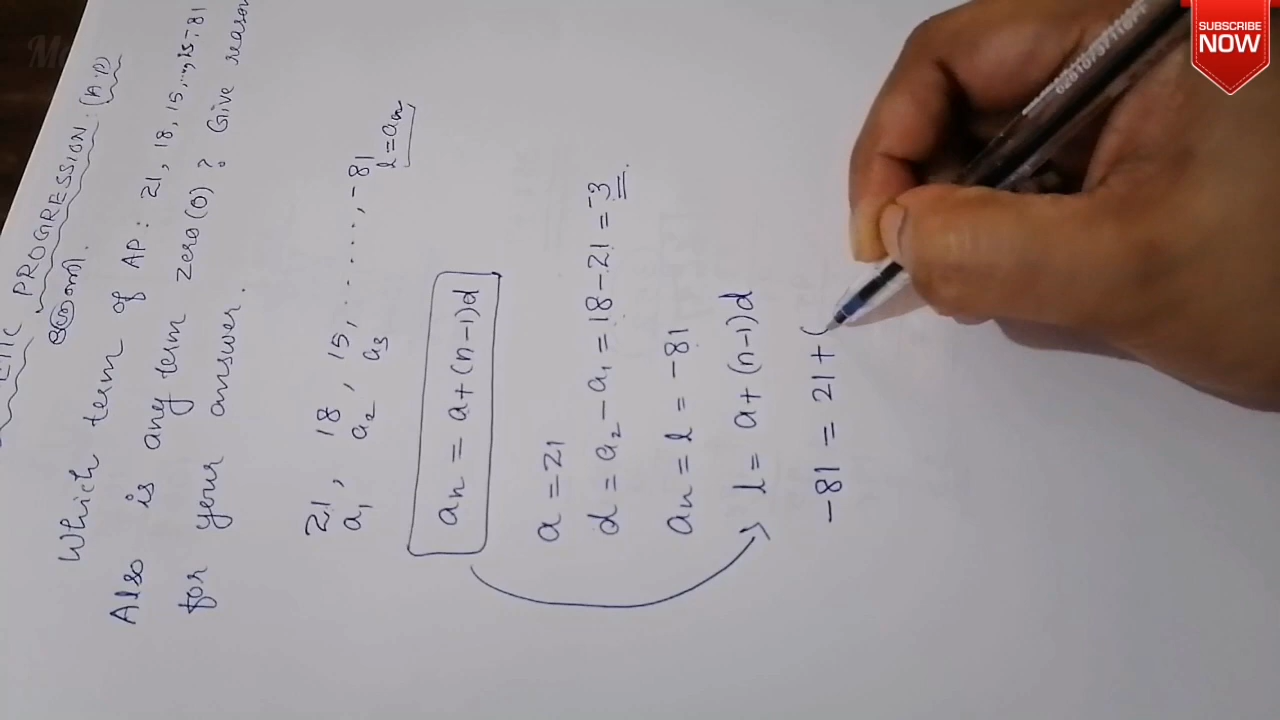 PROGRESSION (A.P)
Which term of AP: 21, 18, 15, ..., is -81
Also is any term zero(0)? Give reason
for your answer.
21, 18, 15, ......, -81
a₁ a₂ a₃ l=aₙ
aₙ = a+(n-1)d
a = 21
d = a₂ - a₁ = 18-21 = -3.
aₙ = l = -81
l = a+(n-1)d
-81 = 21+(
SUBSCRIBE
NOW